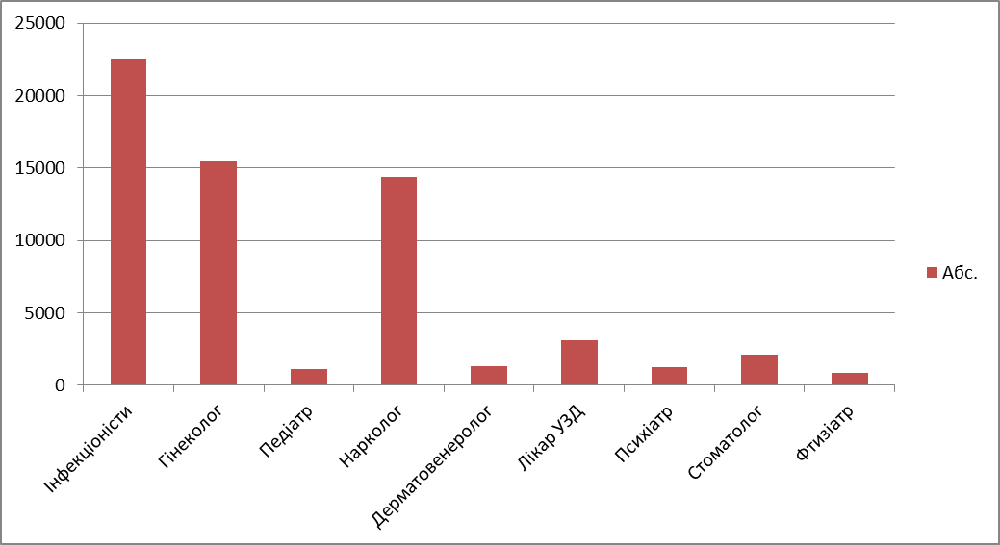 25000
20000
15000
10000
5000
0
Інфекціоністи
Гінеколог
Педіатр
Нарколог
Дерматовенеролог
Лікар УЗД
Психіатр
Стоматолог
Фтизіатр
Абс.